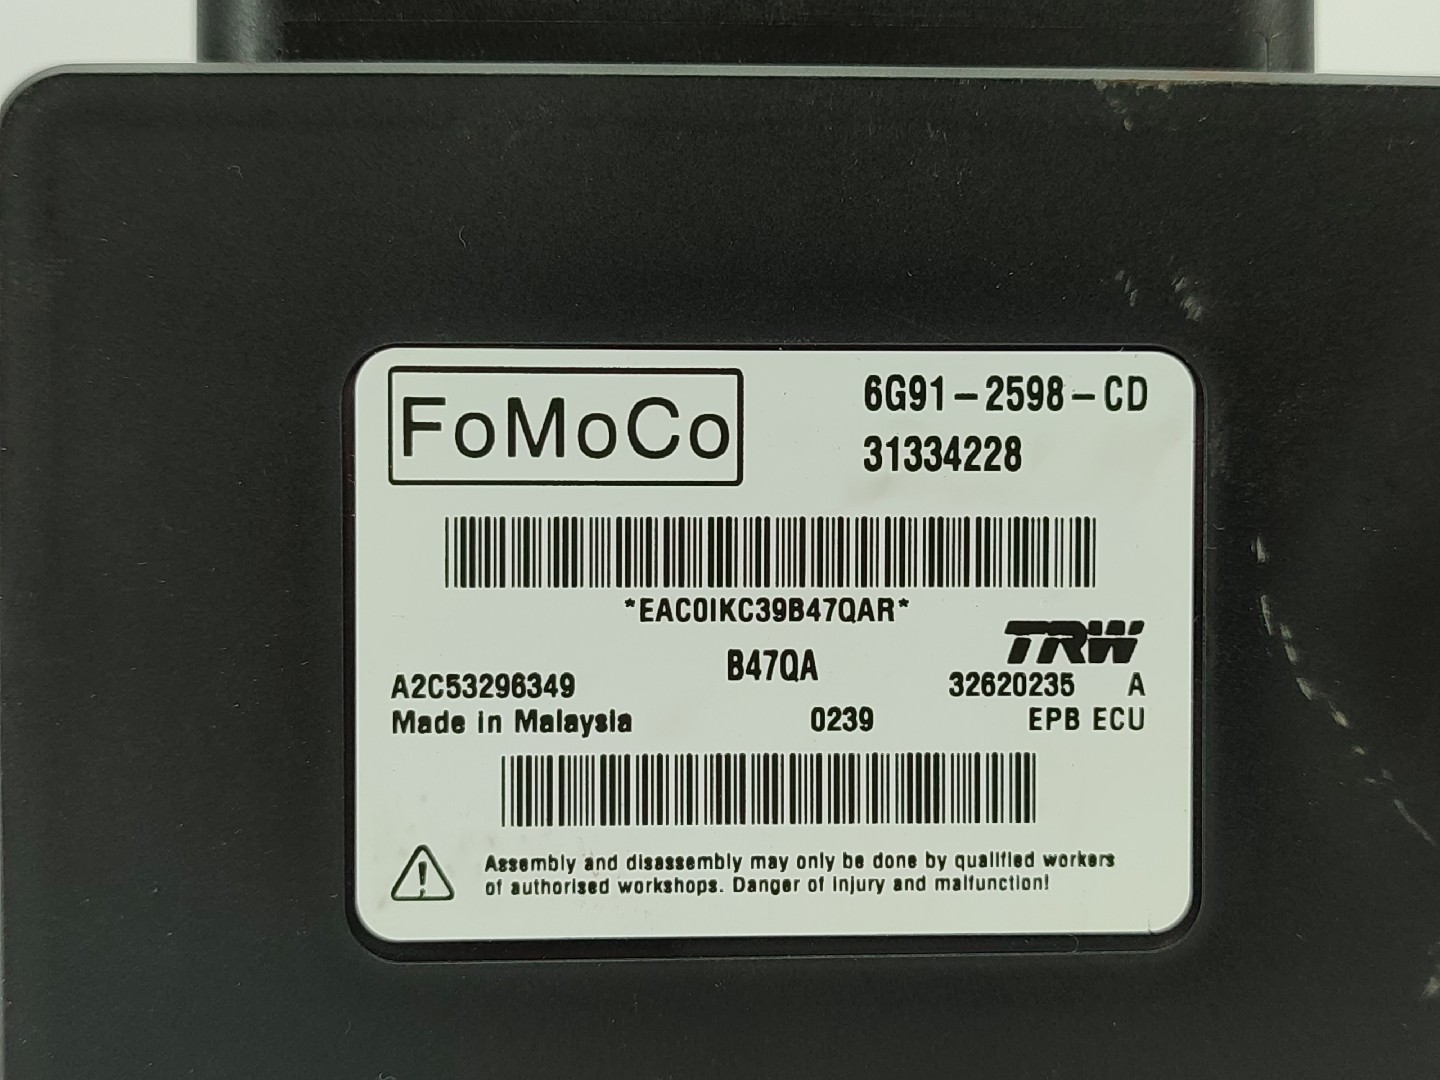 FoMoCo
6G91-2598-CD
31334228
*EAC0IKC39B47QAR*
TRW
B47QA
A2C53296349
32620235 A
Made in Malaysia
0239
EPB ECU
Assembly and disassembly may only be done by qualified workers
of authorised workshops. Danger of injury and malfunction!